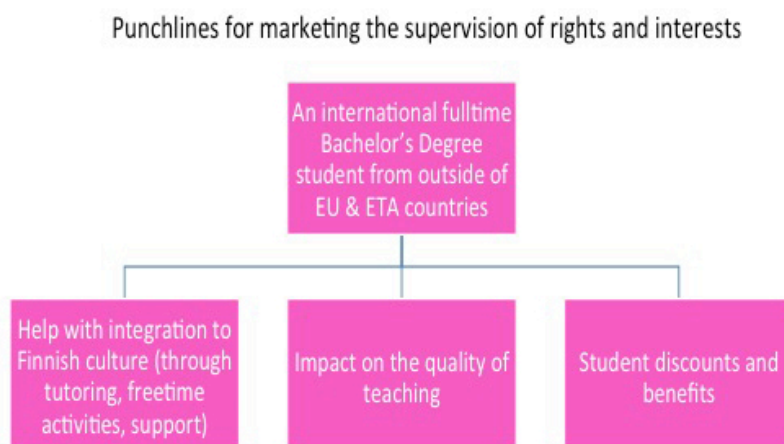 Punchlines for marketing the supervision of rights and interests
An international fulltime
Bachelor's Degree
student from outside of
EU & ETA countries
Help with integration to
Finnish culture (through
tutoring, freetime
activities, support)
Impact on the quality of
teaching
Student discounts and
benefits